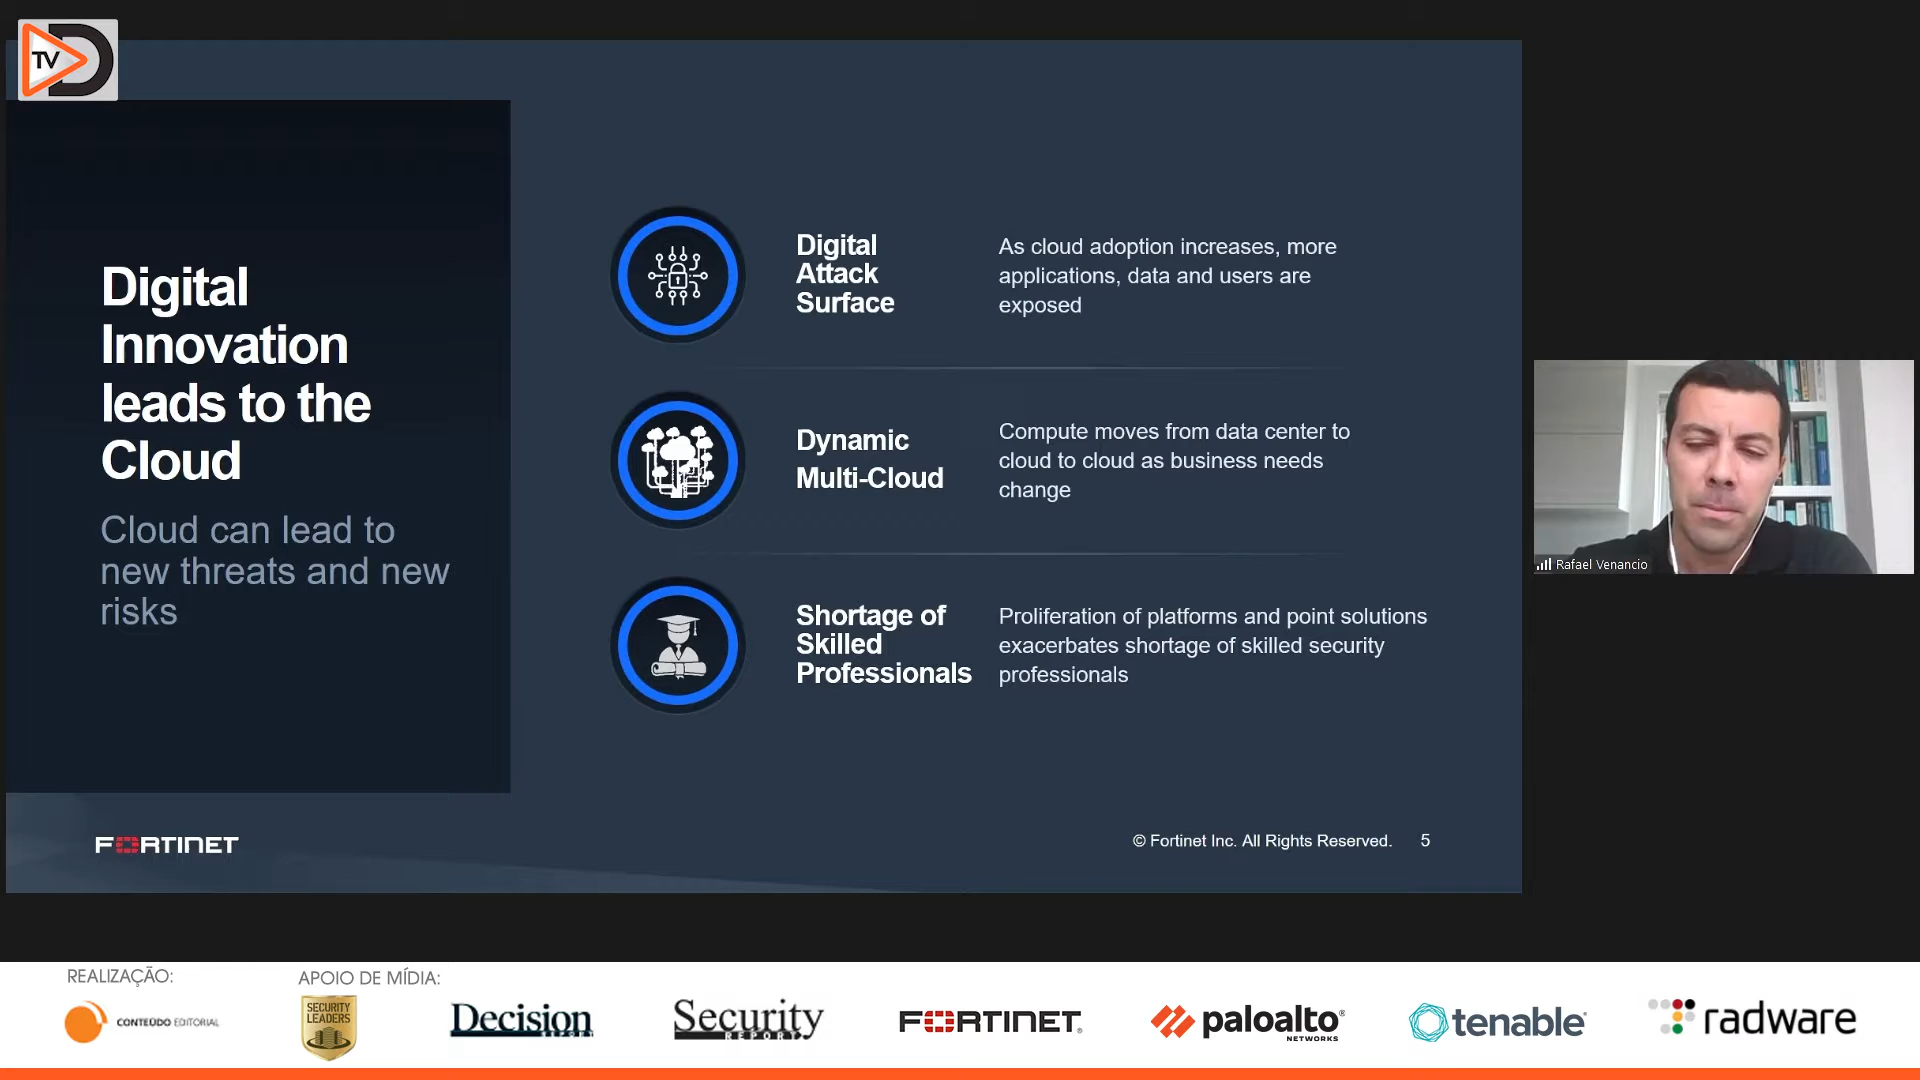 TV D
Digital
Innovation
leads to the
Cloud
Cloud can lead to
new threats and new
risks
Digital
Attack
Surface
As cloud adoption increases, more
applications, data and users are
exposed
Dynamic
Multi-Cloud
Compute moves from data center to
cloud to cloud as business needs
change
Shortage of
Skilled
Professionals
Proliferation of platforms and point solutions
exacerbates shortage of skilled security
professionals
FORTINET
© Fortinet Inc. All Rights Reserved. 5
Rafael Venancio
REALIZAÇÃO:
CONTEÚDO EDITORIAL
APOIO DE MÍDIA:
SECURITY
LEADERS
Decision
REPORT
Security
REPORT
FORTINET®
paloalto®
NETWORKS
tenable®
radware